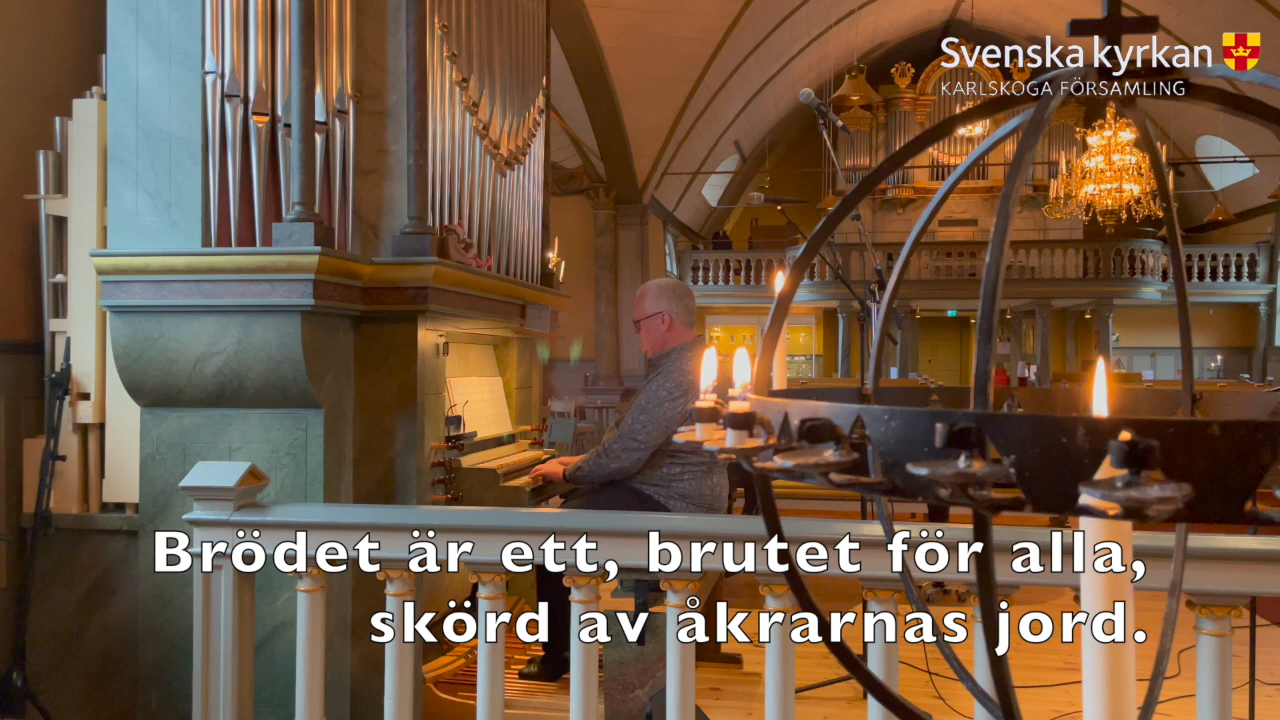 Svenska kyrkan
KARLSKOGA FÖRSAMLING
Brödet är ett, brutet för alla,
skörd av åkrarnas jord.